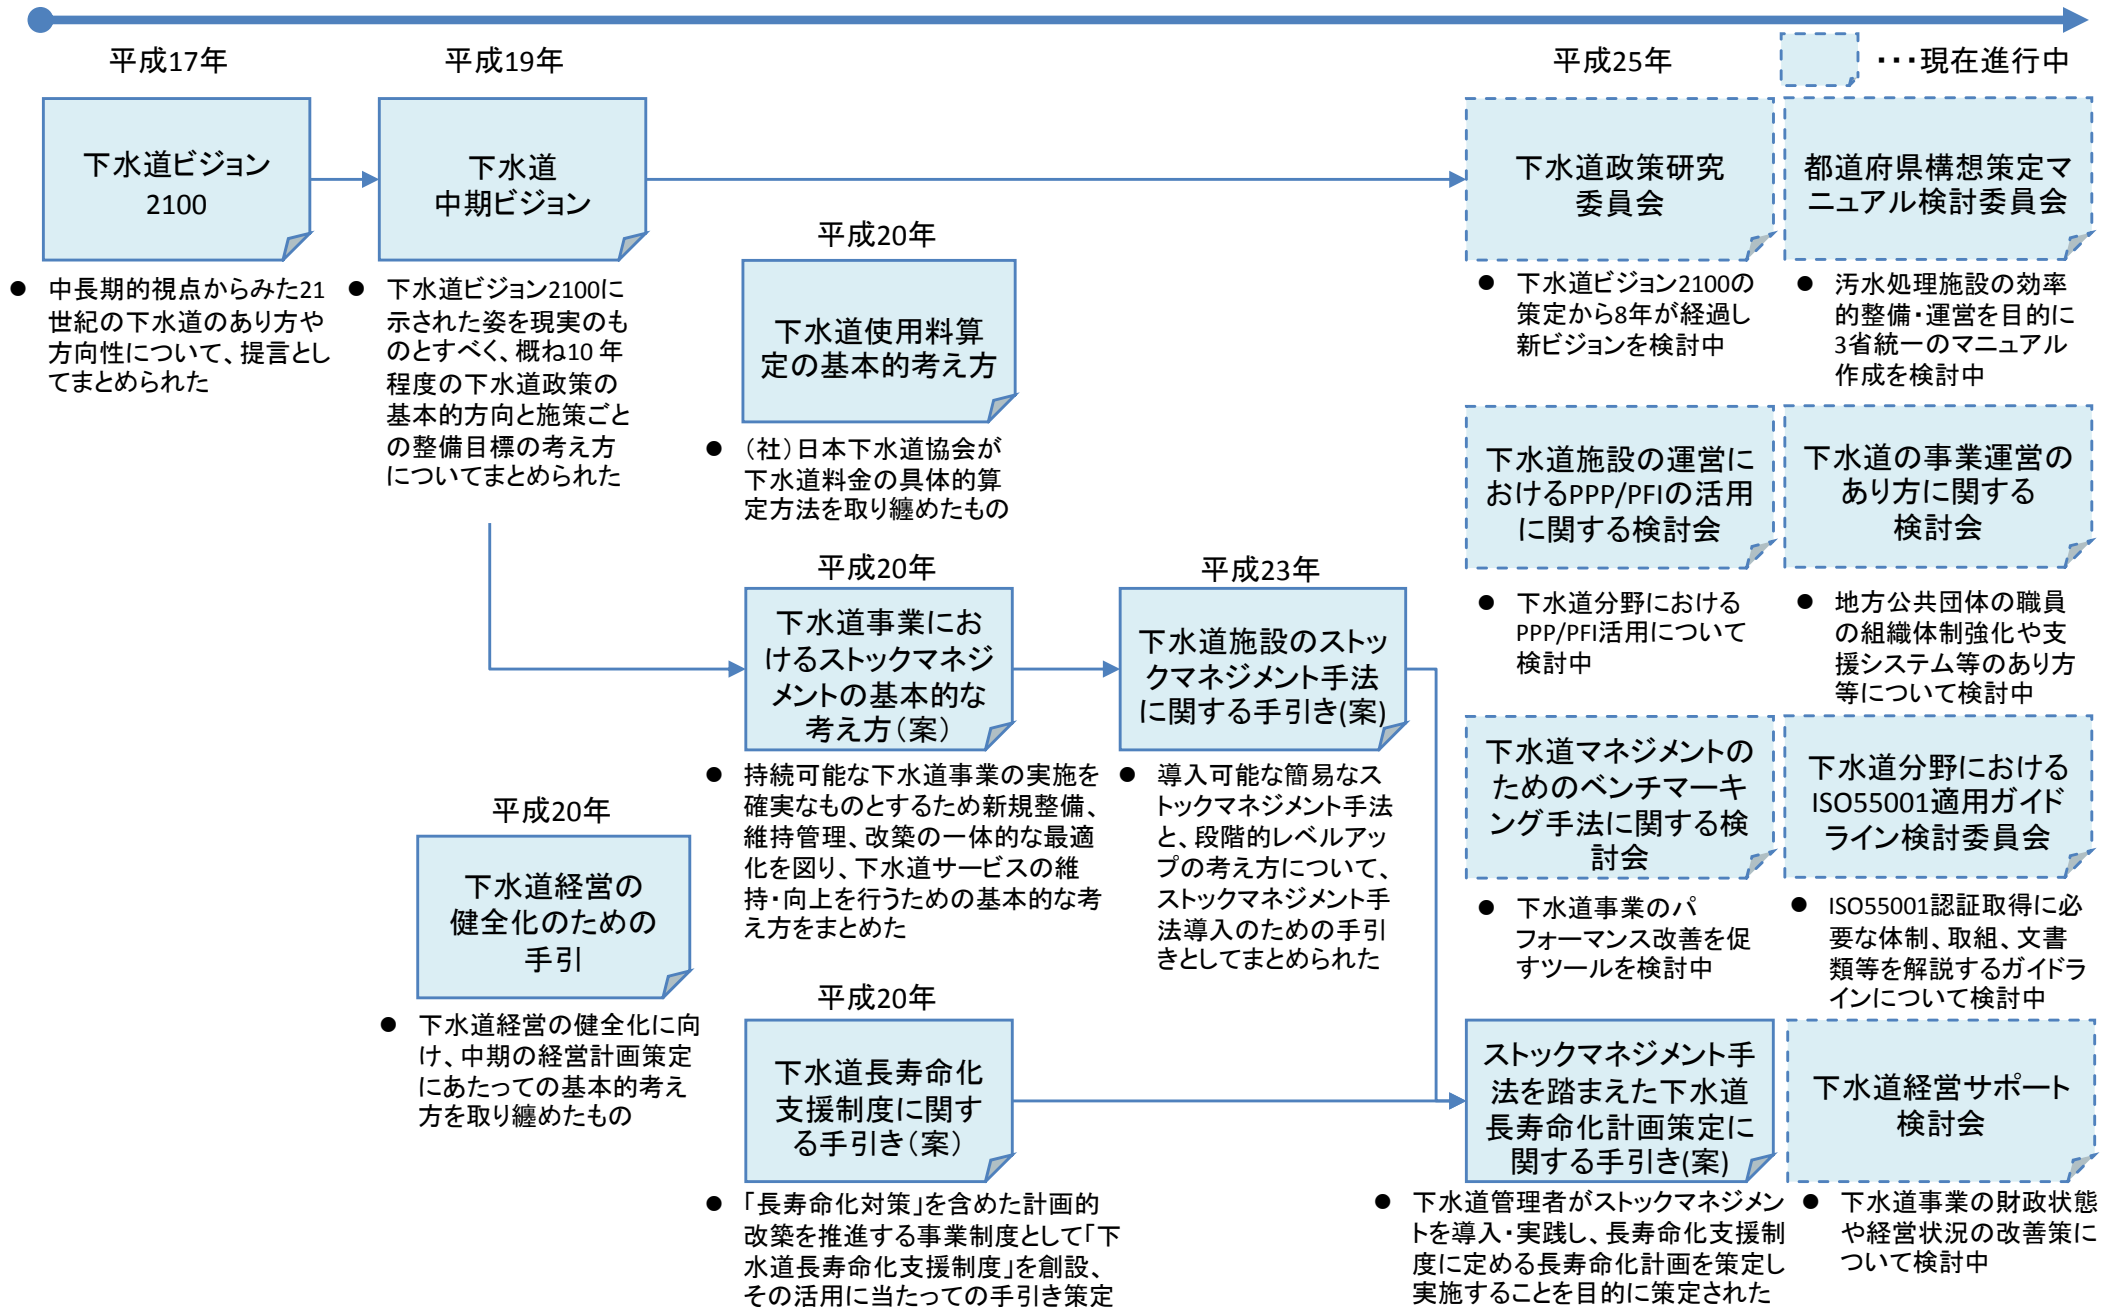 平成17年
平成19年
平成25年
・・・現在進行中
下水道ビジョン
2100
下水道
中期ビジョン
下水道政策研究
委員会
都道府県構想策定マ
ニュアル検討委員会
● 中長期的視点からみた21
世紀の下水道のあり方や
方向性について、提言とし
てまとめられた
● 下水道ビジョン2100に
示された姿を現実のも
のとすべく、概ね10 年
程度の下水道政策の
基本的方向と施策ごと
の整備目標の考え方
についてまとめられた
平成20年
下水道使用料算
定の基本的考え方
● （社）日本下水道協会が
下水道料金の具体的算
定方法を取り纏めたもの
● 下水道ビジョン2100の
策定から8年が経過し
新ビジョンを検討中
● 汚水処理施設の効率
的整備・運営を目的に
3省統一のマニュアル
作成を検討中
下水道施設の運営に
おけるPPP/PFIの活用
に関する検討会
下水道の事業運営の
あり方に関する
検討会
● 下水道分野における
PPP/PFI活用について
検討中
● 地方公共団体の職員
の組織体制強化や支
援システム等のあり方
等について検討中
平成20年
下水道事業にお
けるストックマネジ
メントの基本的な
考え方（案）
● 持続可能な下水道事業の実施を
確実なものとするため新規整備、
維持管理、改築の一体的な最適
化を図り、下水道サービスの維
持・向上を行うための基本的な考
え方をまとめた
平成23年
下水道施設のストッ
クマネジメント手法
に関する手引き(案)
● 導入可能な簡易なス
トックマネジメント手法
と、段階的レベルアッ
プの考え方について、
ストックマネジメント手
法導入のための手引
きとしてまとめられた
下水道マネジメントの
ためのベンチマーキ
ング手法に関する検
討会
下水道分野における
ISO55001適用ガイド
ライン検討委員会
● 下水道事業のパ
フォーマンス改善を促
すツールを検討中
● ISO55001認証取得に必
要な体制、取組、文書
類等を解説するガイドラ
インについて検討中
平成20年
下水道経営の
健全化のための
手引
● 下水道経営の健全化に向
け、中期の経営計画策定
にあたっての基本的考え
方を取り纏めたもの
平成20年
下水道長寿命化
支援制度に関す
る手引き（案）
● 「長寿命化対策」を含めた計画的
改築を推進する事業制度として「下
水道長寿命化支援制度」を創設、
その活用に当たっての手引き策定
ストックマネジメント手
法を踏まえた下水道
長寿命化計画策定に
関する手引き(案)
下水道経営サポート
検討会
● 下水道管理者がストックマネジメン
トを導入・実践し、長寿命化支援制
度に定める長寿命化計画を策定し
実施することを目的に策定された
● 下水道事業の財政状態
や経営状況の改善策に
ついて検討中